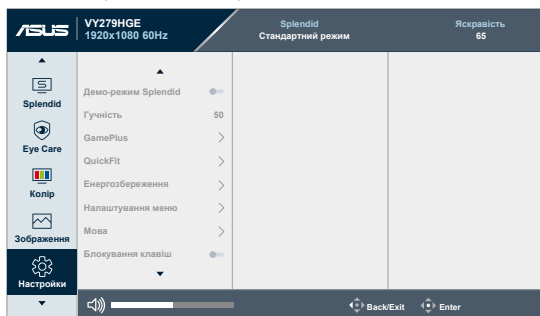 ASUS
VY279HGE
1920x1080 60Hz
Splendid
Стандартний режим
Яскравість
65
Splendid
Eye Care
Колір
Зображення
Настройки
Демо-режим Splendid
Гучність 50
GamePlus
QuickFit
Енергозбереження
Налаштування меню
Мова
Блокування клавіш
Back/Exit Enter